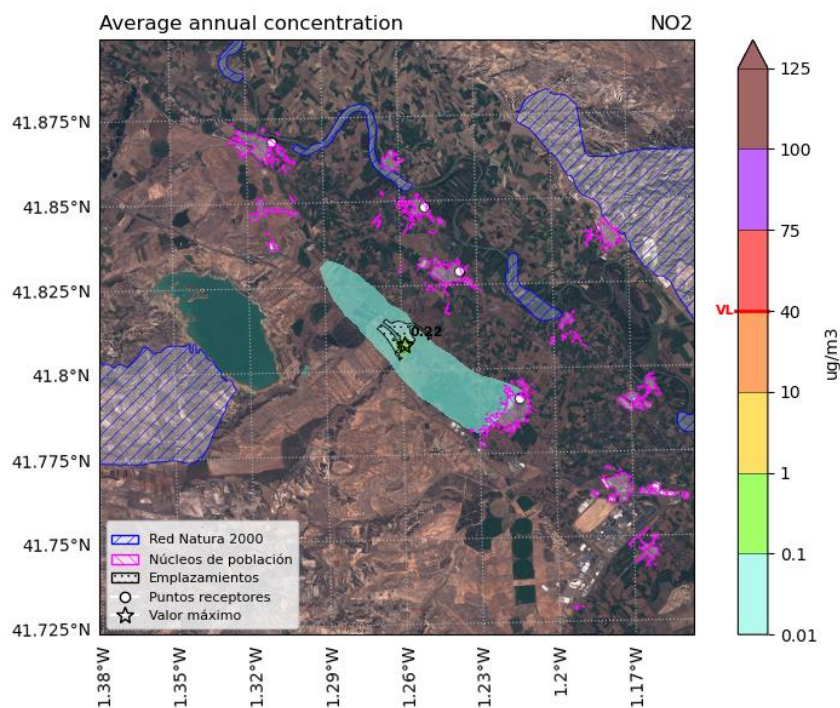 Average annual concentration NO2
41.875°N
41.85°N
41.825°N
41.8°N
41.775°N
41.75°N
41.725°N
1.38°W
1.35°W
1.32°W
1.29°W
1.26°W
1.23°W
1.2°W
1.17°W
0.22
Red Natura 2000
Núcleos de población
Emplazamientos
Puntos receptores
Valor máximo
125
100
75
VL 40
10
1
0.1
0.01
ug/m3